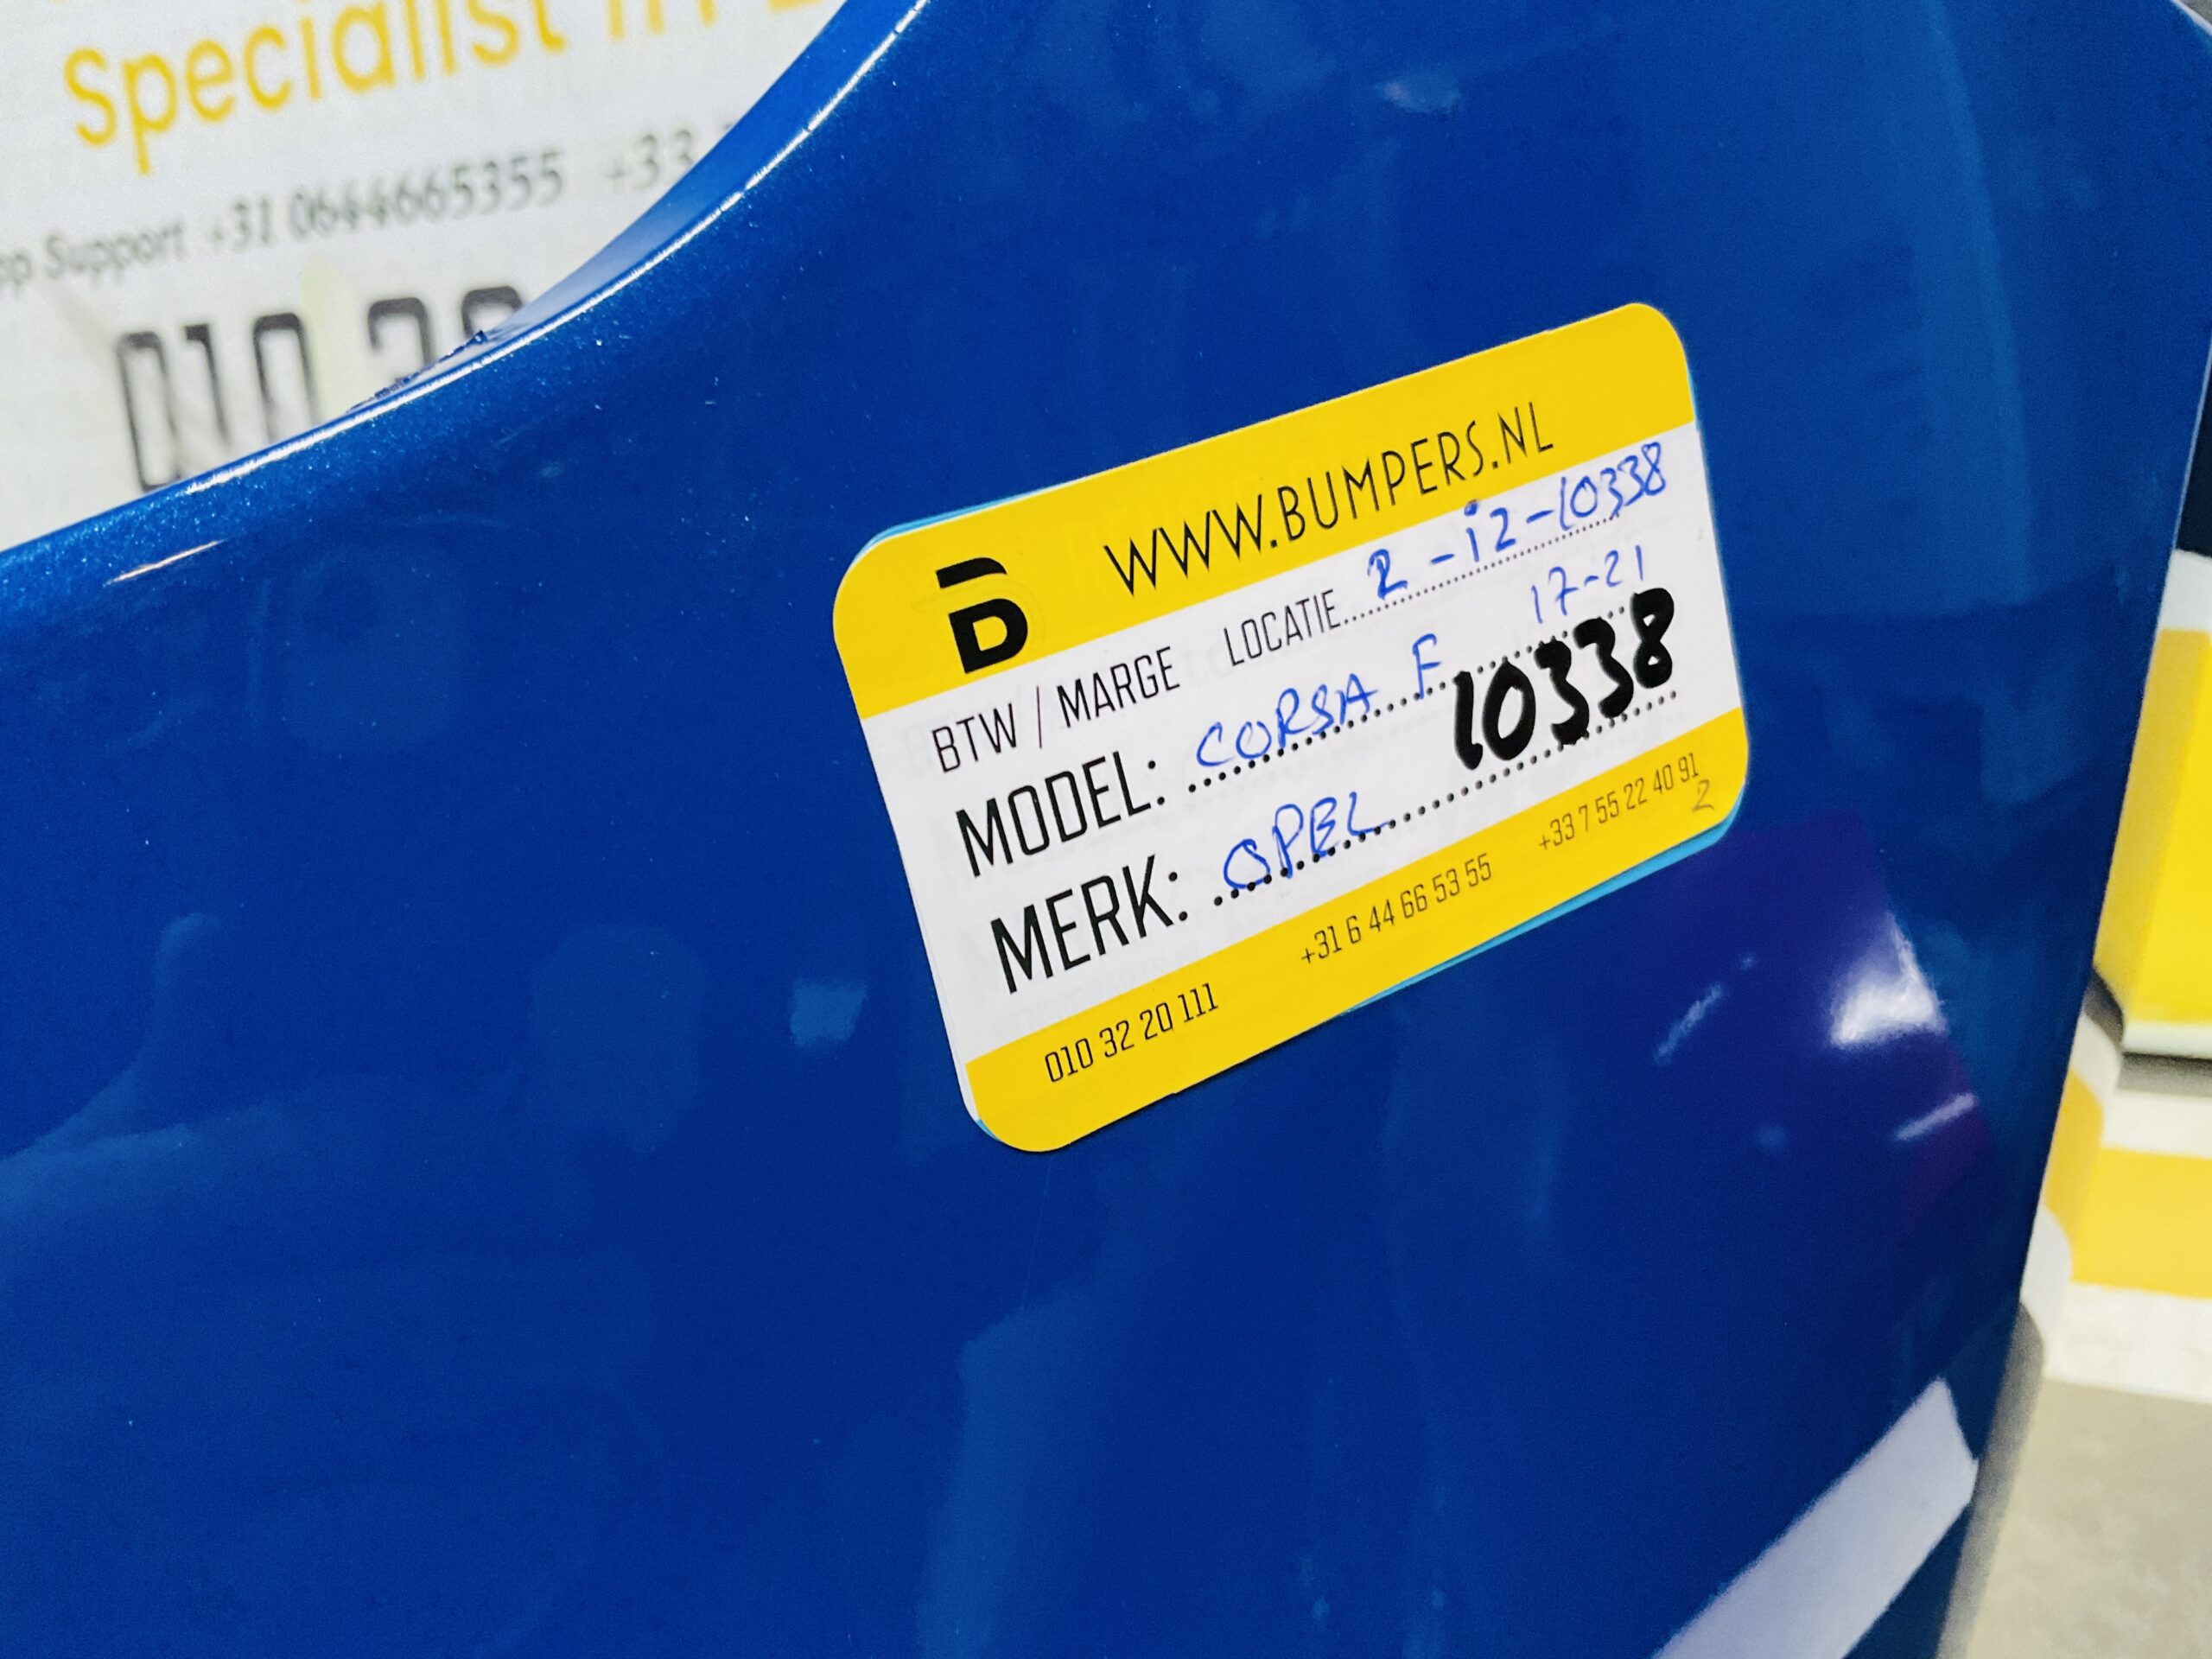 Specialist in
Support +31 0644665355 +33
010 32
WWW.BUMPERS.NL
BTW / MARGE LOCATIE 2-i2-10338
MODEL: CORSA F 17-21
10338
MERK: OPEL
010 32 20 111 +31 6 44 66 53 55 +33 7 55 22 40 91
2